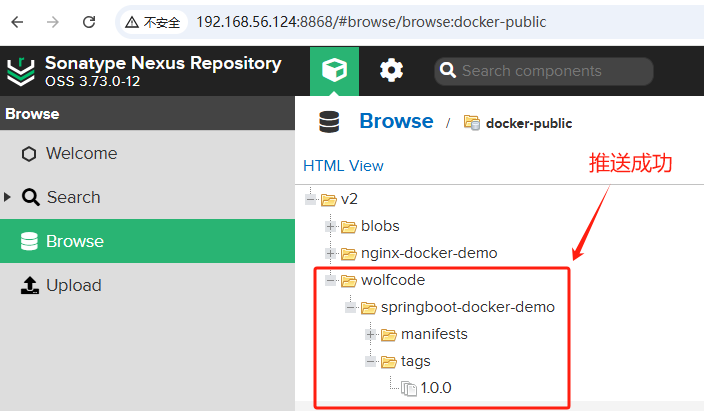 不安全 192.168.56.124:8868/#browse/browse:docker-public
Sonatype Nexus Repository
OSS 3.73.0-12
Search components
Browse
Welcome
Search
Browse
Upload
Browse / docker-public
HTML View
推送成功
v2
blobs
nginx-docker-demo
wolfcode
springboot-docker-demo
manifests
tags
1.0.0